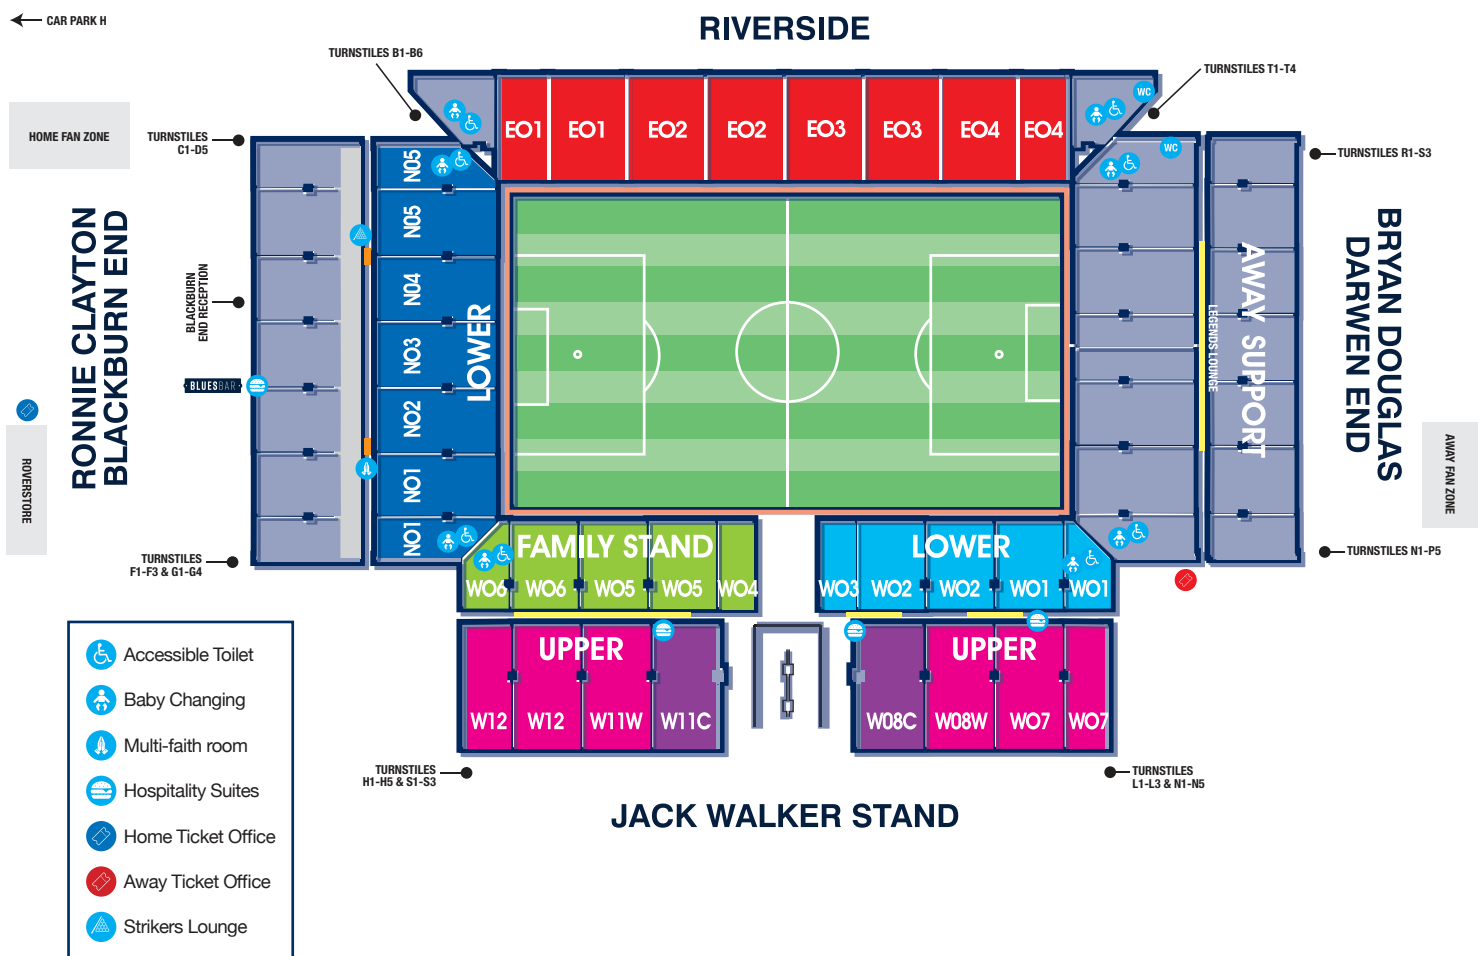 CAR PARK H
RIVERSIDE
TURNSTILES B1-B6
TURNSTILES T1-T4
HOME FAN ZONE
TURNSTILES
C1-D5
TURNSTILES R1-S3
WC
WC
EO1
EO1
EO2
EO2
EO3
EO3
EO4
EO4
NO5
NO5
NO4
NO3
NO2
NO1
NO1
LOWER
RONNIE CLAYTON
BLACKBURN END
BLACKBURN
END RECEPTION
BLUESBAR
ROVERSTORE
AWAY SUPPORT
LEGENDS LOUNGE
BRYAN DOUGLAS
DARWEN END
AWAY FAN ZONE
TURNSTILES
F1-F3 & G1-G4
TURNSTILES N1-P5
FAMILY STAND
WO6
WO6
WO5
WO5
WO4
LOWER
WO3
WO2
WO2
WO1
WO1
UPPER
W12
W12
W11W
W11C
UPPER
W08C
W08W
WO7
WO7
TURNSTILES
H1-H5 & S1-S3
TURNSTILES
L1-L3 & N1-N5
JACK WALKER STAND
Accessible Toilet
Baby Changing
Multi-faith room
Hospitality Suites
Home Ticket Office
Away Ticket Office
Strikers Lounge